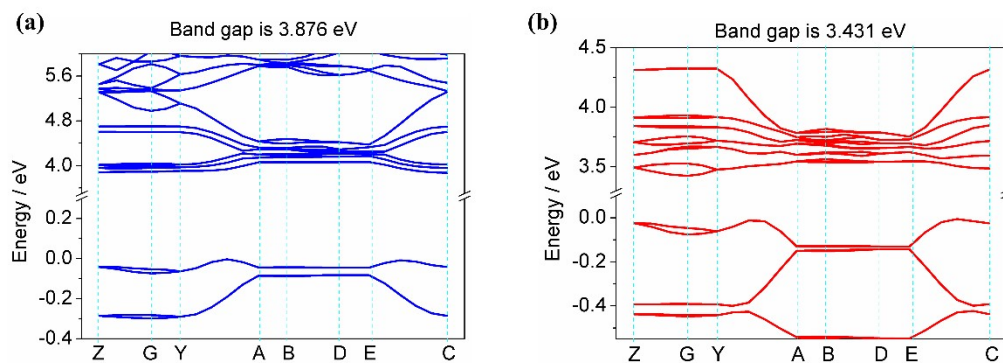 (a)
Band gap is 3.876 eV
Energy / eV
5.6
4.8
4.0
0.2
0.0
-0.2
-0.4
Z G Y A B D E C
(b)
Band gap is 3.431 eV
Energy / eV
4.5
4.0
3.5
0.0
-0.2
-0.4
Z G Y A B D E C